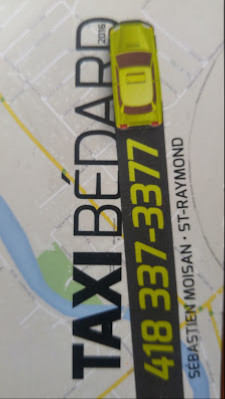 TAXI BÉDARD 2016
418 337-3377
SÉBASTIEN MOISAN • ST-RAYMOND